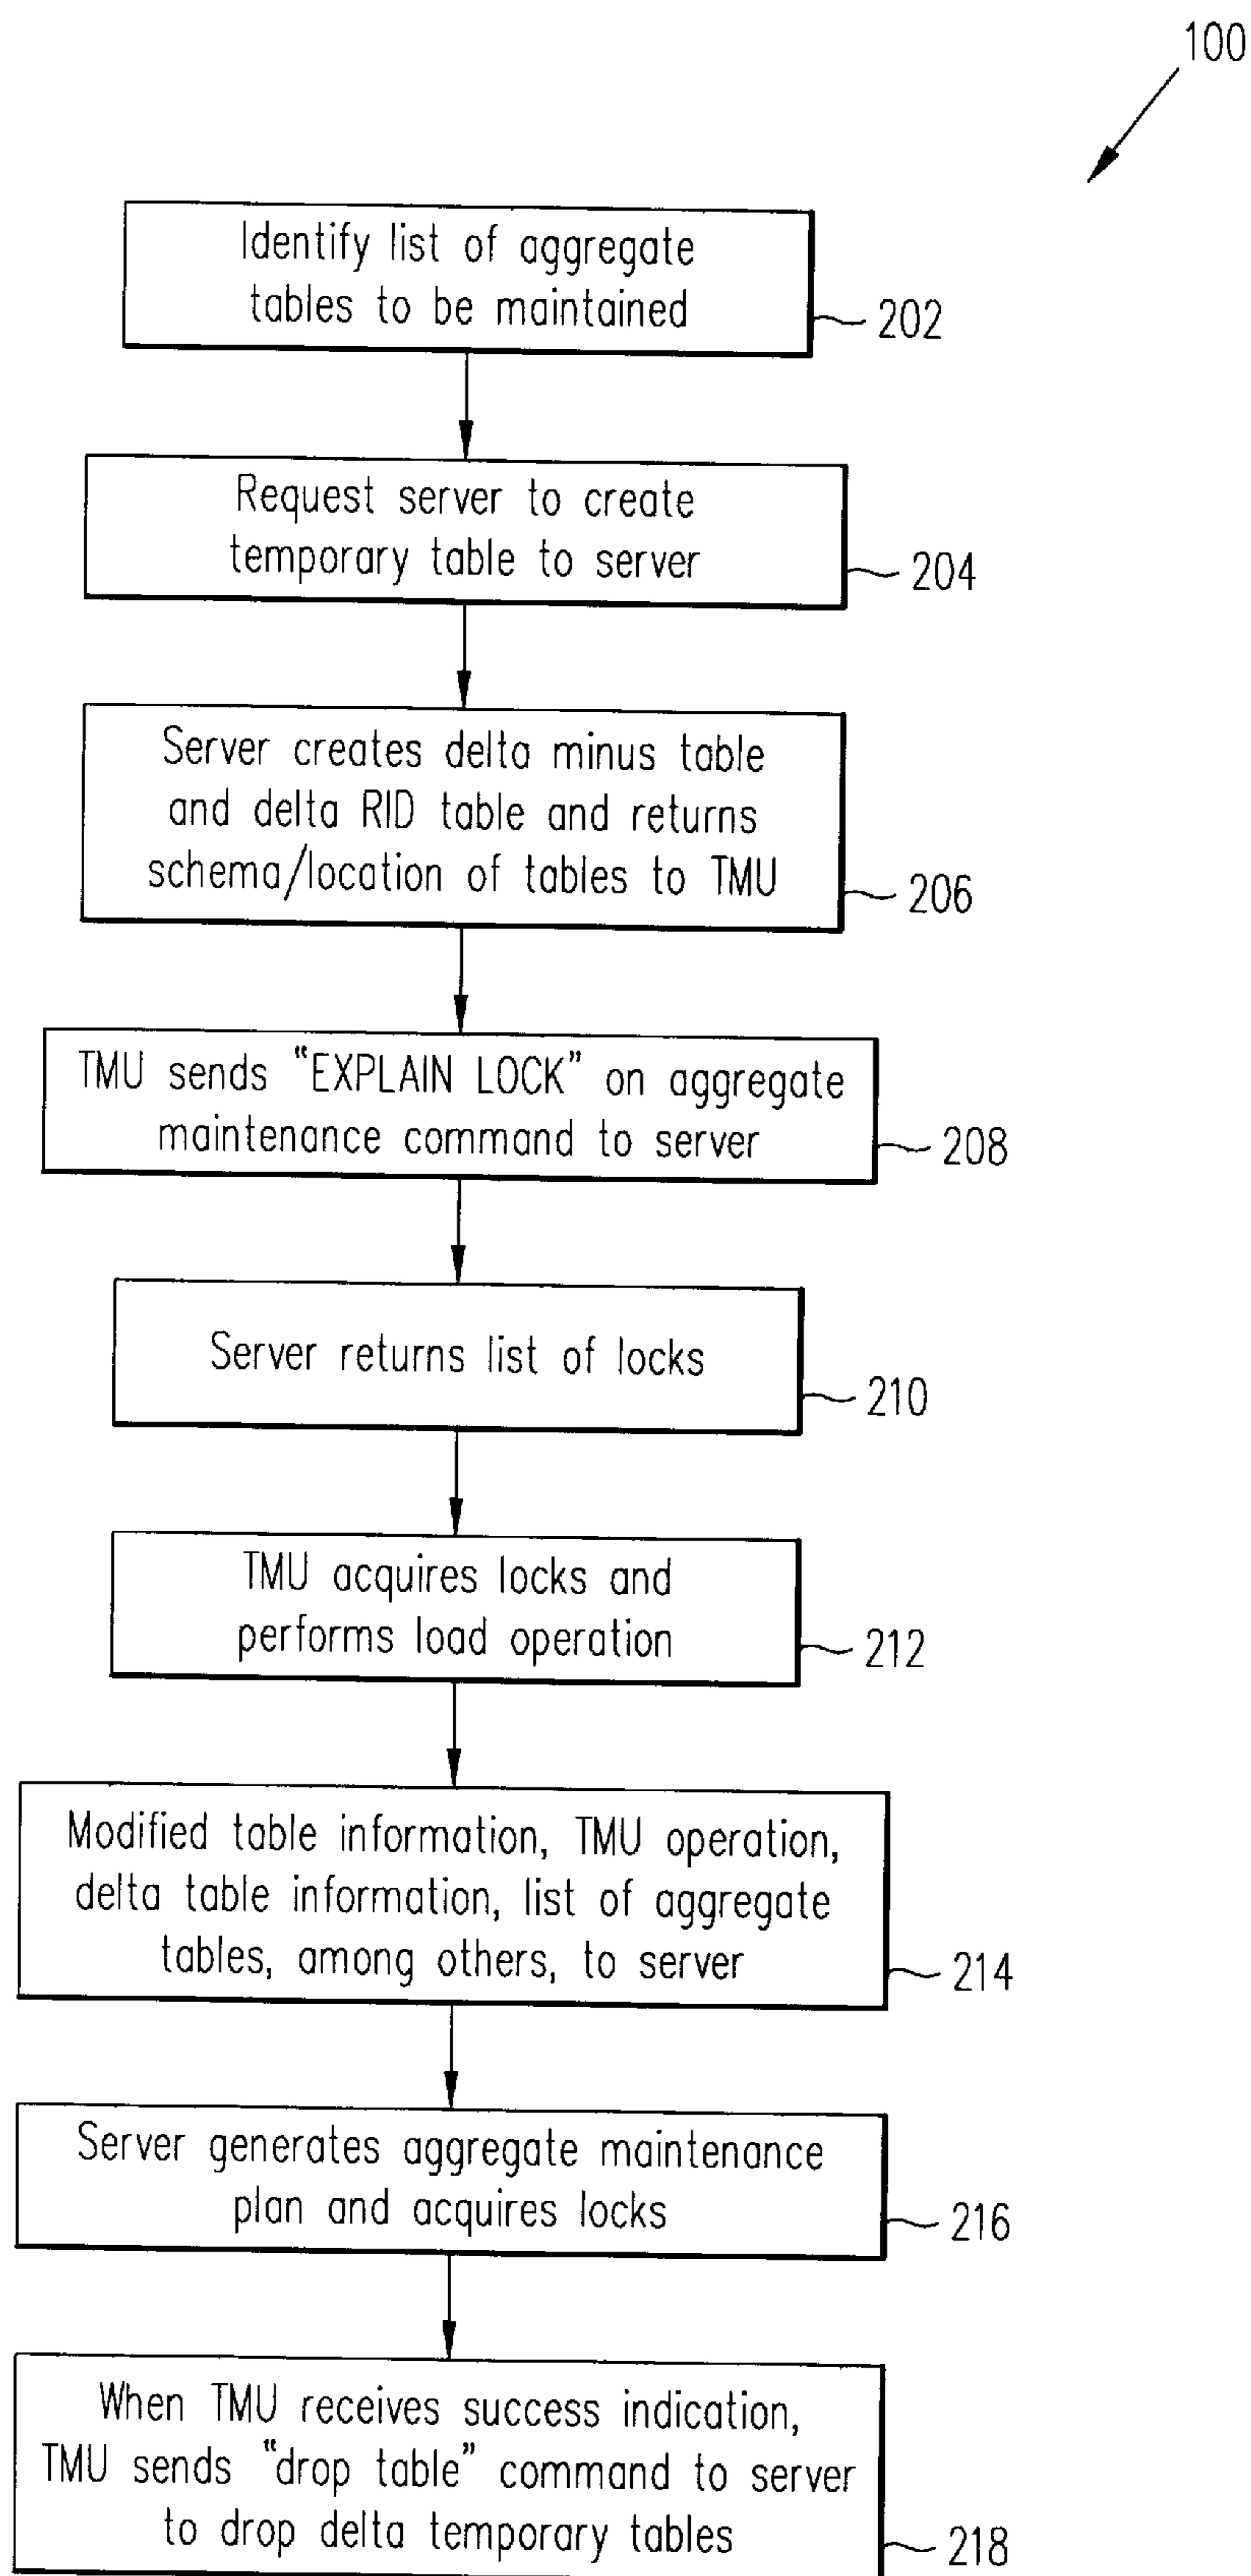 100
Identify list of aggregate
tables to be maintained
202
Request server to create
temporary table to server
204
Server creates delta minus table
and delta RID table and returns
schema/location of tables to TMU
206
TMU sends “EXPLAIN LOCK” on aggregate
maintenance command to server
208
Server returns list of locks
210
TMU acquires locks and
performs load operation
212
Modified table information, TMU operation,
delta table information, list of aggregate
tables, among others, to server
214
Server generates aggregate maintenance
plan and acquires locks
216
When TMU receives success indication,
TMU sends “drop table” command to server
to drop delta temporary tables
218